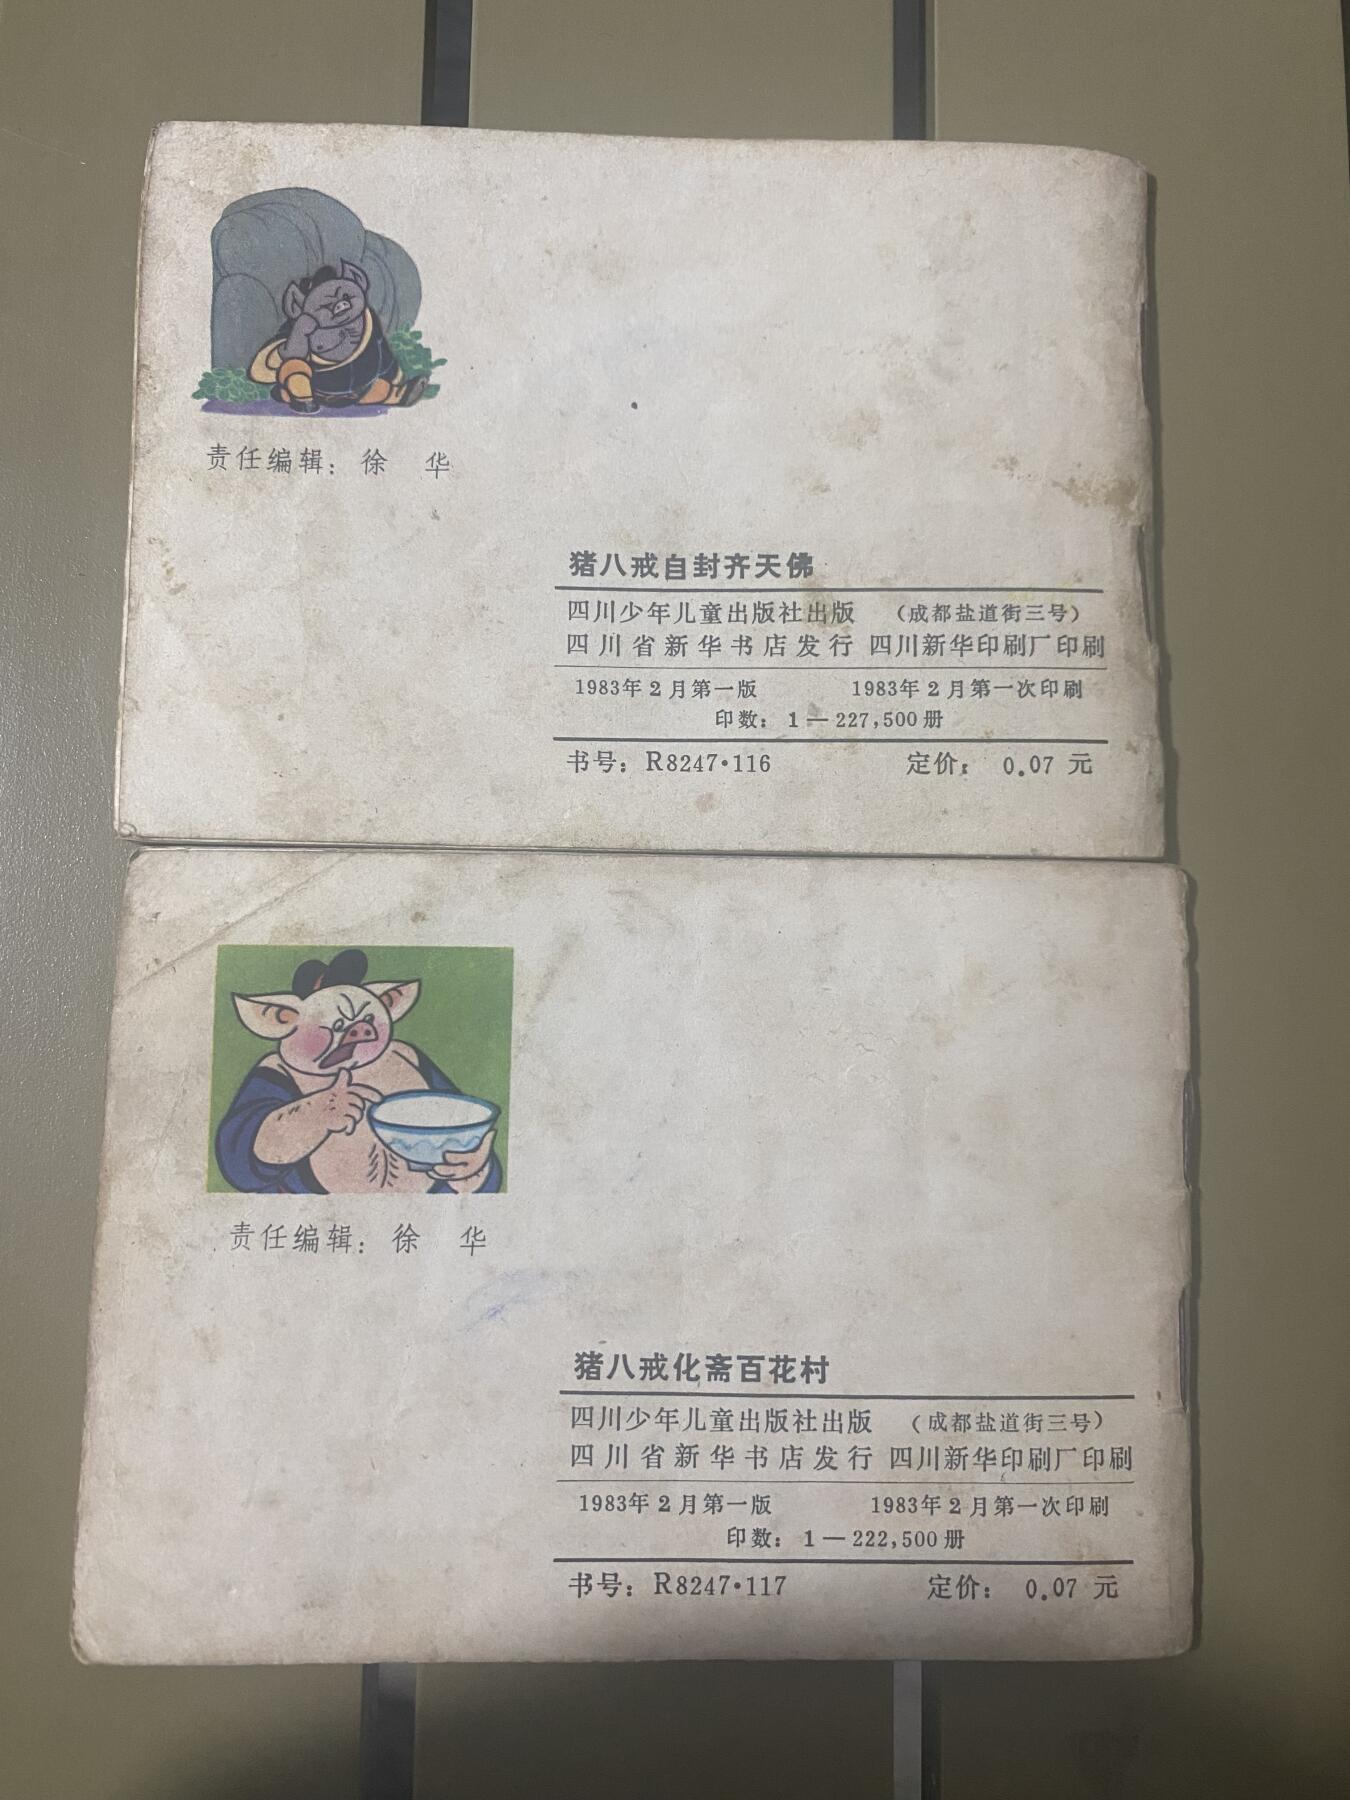 责任编辑：徐 华
猪八戒自封齐天佛
四川少年儿童出版社出版 （成都盐道街三号）
四川省新华书店发行 四川新华印刷厂印刷
1983年2月第一版 1983年2月第一次印刷
印数：1—227,500册
书号：R8247·116 定价：0.07元
责任编辑：徐 华
猪八戒化斋百花村
四川少年儿童出版社出版 （成都盐道街三号）
四川省新华书店发行 四川新华印刷厂印刷
1983年2月第一版 1983年2月第一次印刷
印数：1—222,500册
书号：R8247·117 定价：0.07元